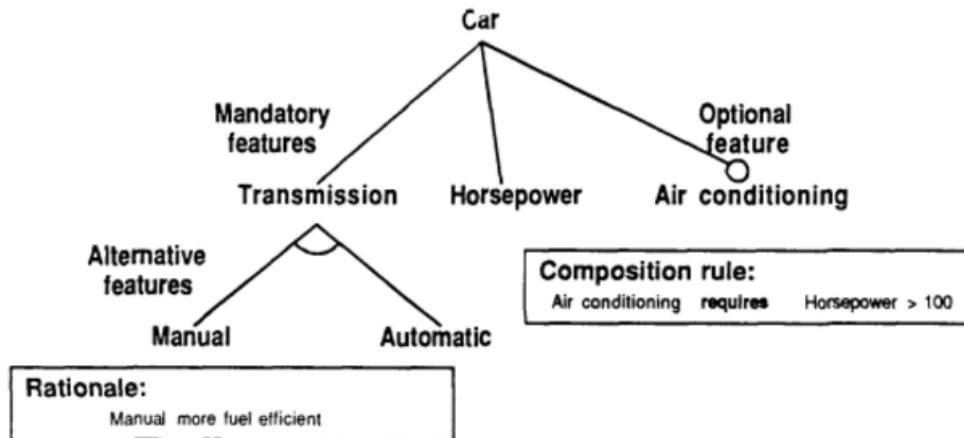 Car
Mandatory
features
Optional
feature
Transmission
Horsepower
Air conditioning
Alternative
features
Composition rule:
Air conditioning requires Horsepower > 100
Manual
Automatic
Rationale:
Manual more fuel efficient